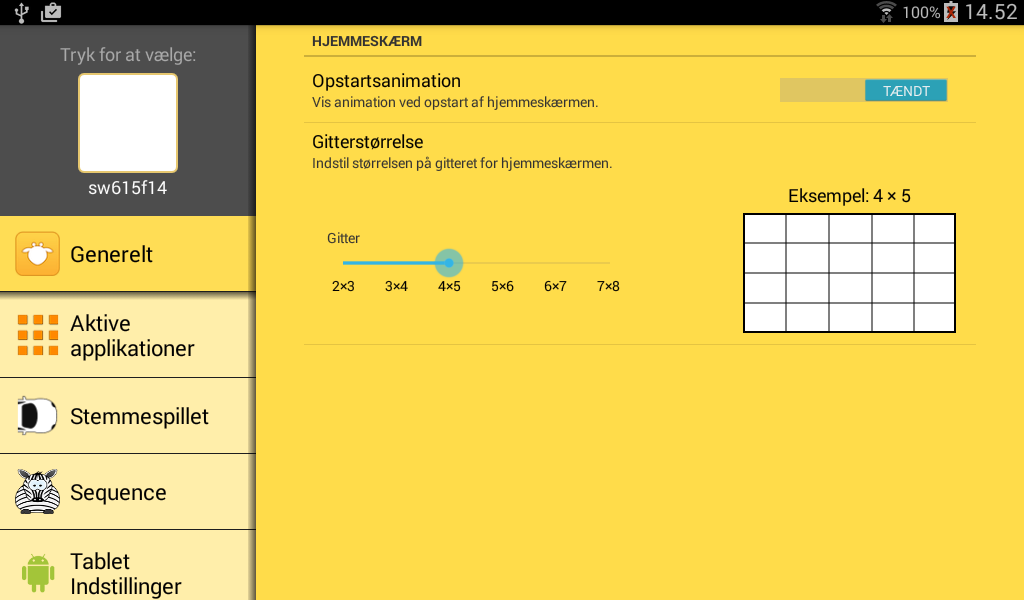 100% 14.52
Tryk for at vælge:
sw615f14
Generelt
Aktive
applikationer
Stemmespillet
Sequence
Tablet
Indstillinger
HJEMMESKÆRM
Opstartsanimation
Vis animation ved opstart af hjemmeskærmen.
TÆNDT
Gitterstørrelse
Indstil størrelsen på gitteret for hjemmeskærmen.
Eksempel: 4 × 5
Gitter
2×3 3×4 4×5 5×6 6×7 7×8